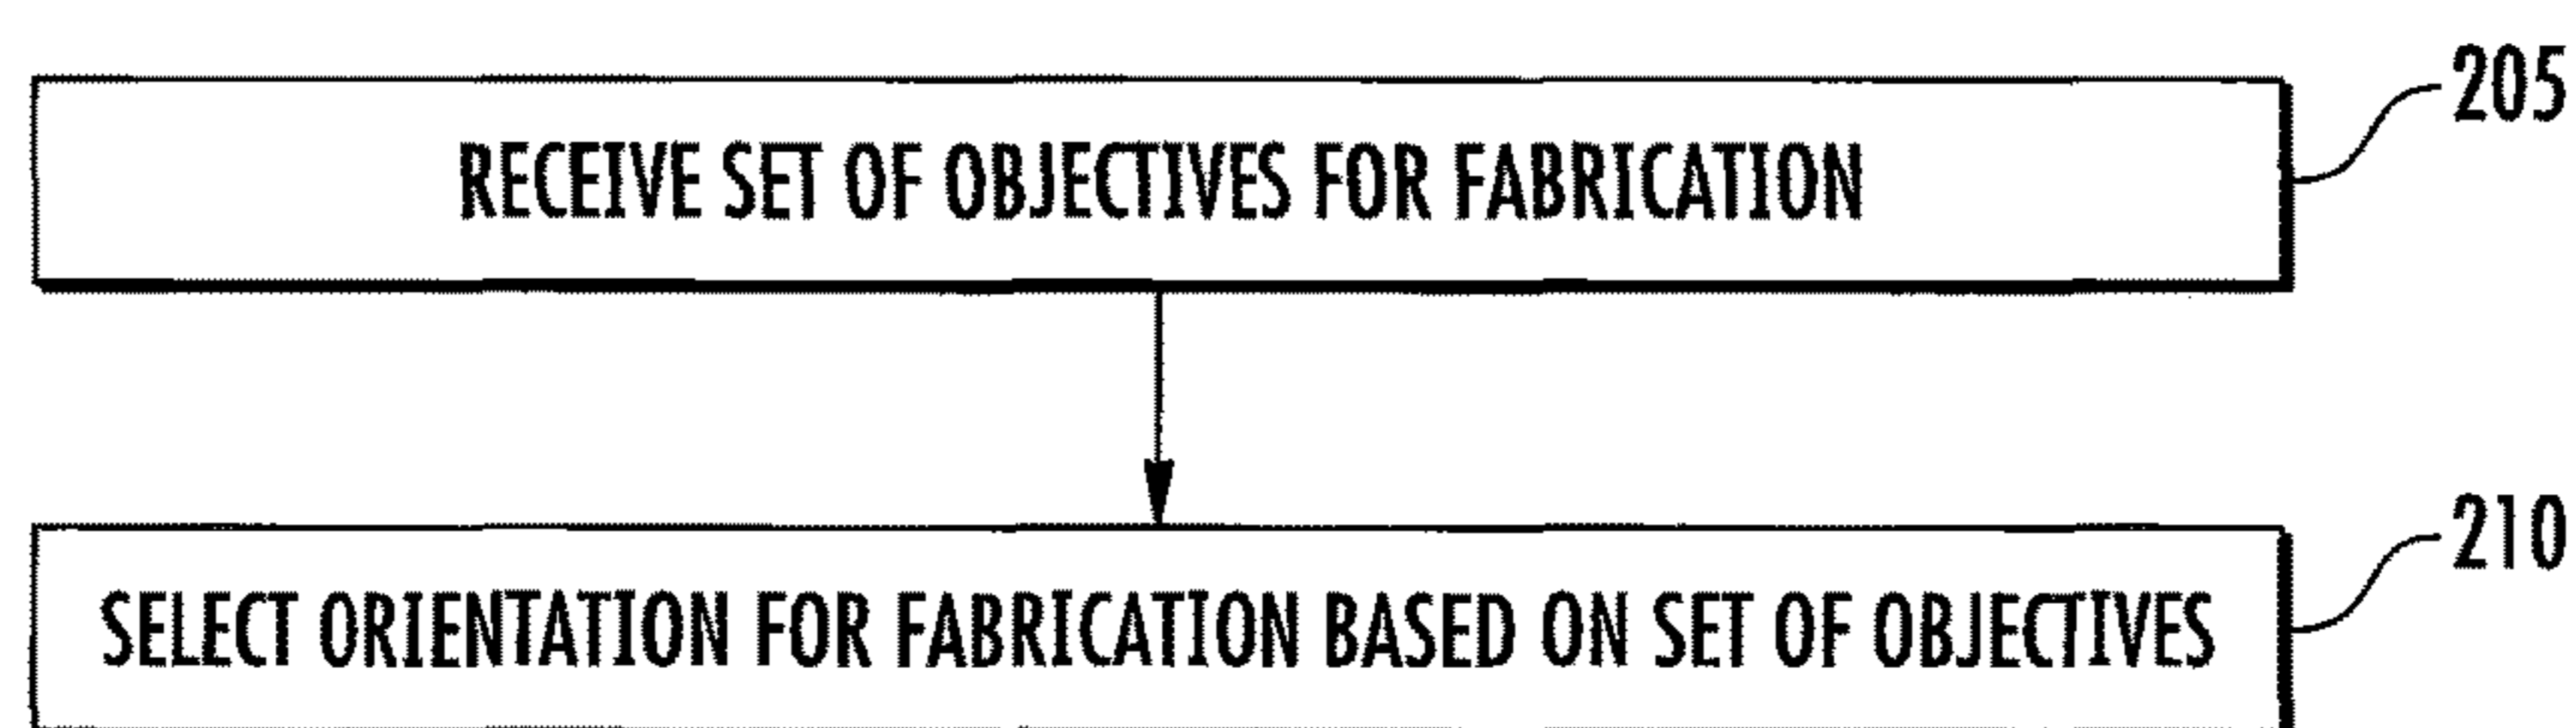 205
RECEIVE SET OF OBJECTIVES FOR FABRICATION
210
SELECT ORIENTATION FOR FABRICATION BASED ON SET OF OBJECTIVES